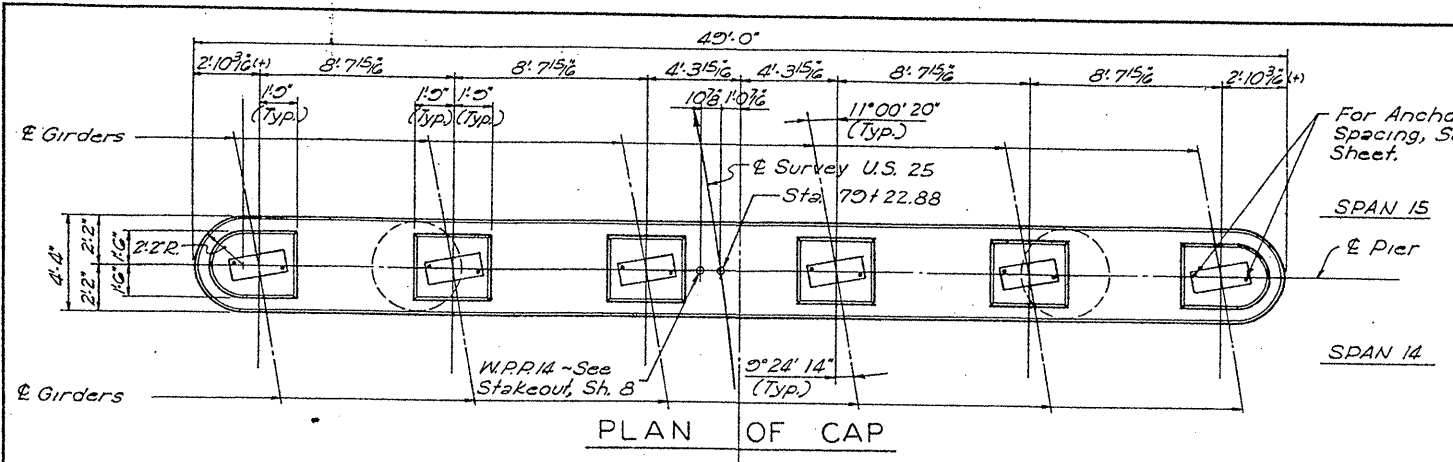 49'-0"
2'-10 3/16"(+) 8'-7 15/16" 8'-7 15/16" 4'-3 15/16" 4'-3 15/16" 8'-7 15/16" 8'-7 15/16" 2'-10 3/16"(+)
1'-9" 1'-9" 1'-9" 10 7/8 1'-0 7/16
(Typ.) (Typ.) (Typ.)
11°00'20"
(Typ.)
℄ Girders
For Ancho
Spacing, S
Sheet.
℄ Survey U.S. 25
Sta. 79+22.88
SPAN 15
4'-4" 2'-2" 2'-2" 1'-6" 1'-6"
2'-2"R.
℄ Pier
W.P.P.14 ~See
Stakeout, Sh. 8
9°24'14"
(Typ.)
SPAN 14
℄ Girders
PLAN OF CAP